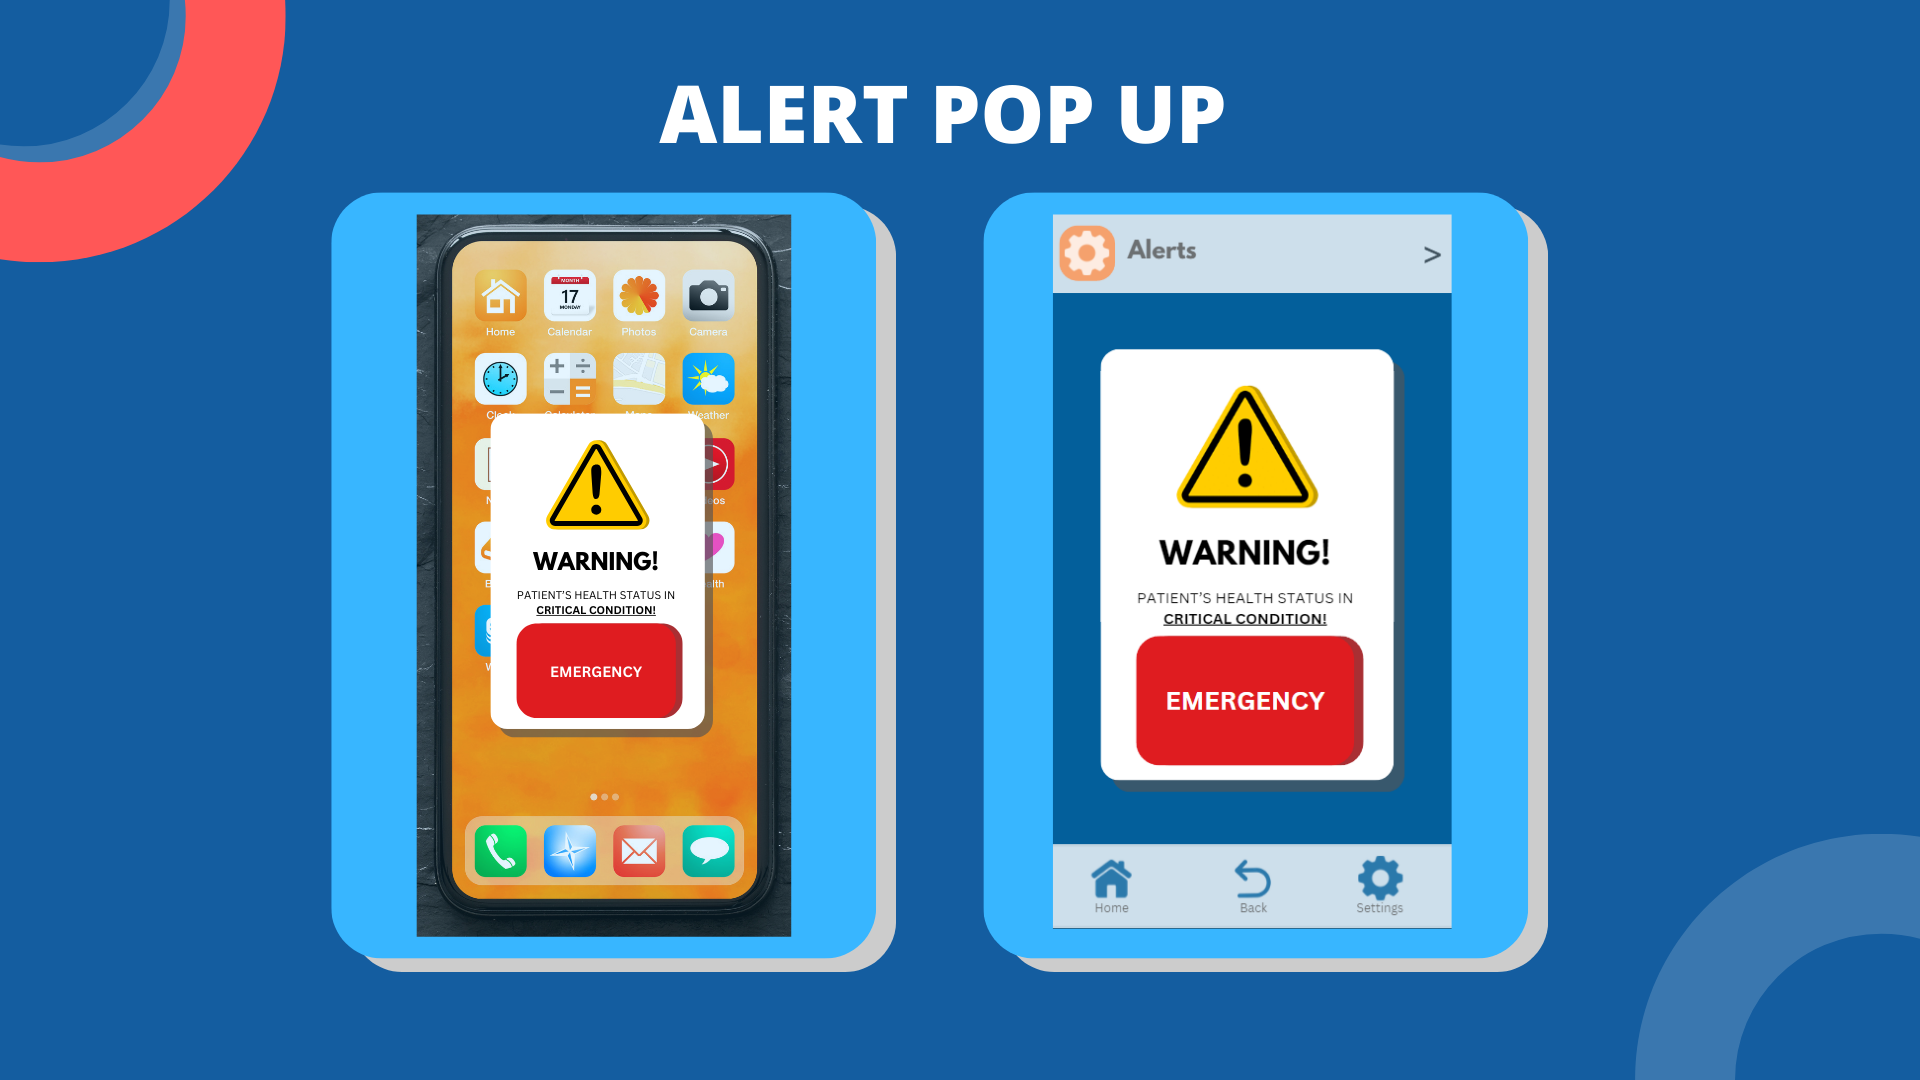 ALERT POP UP
MONTH
17
MONDAY
Home
Calendar
Photos
Camera
Weather
WARNING!
PATIENT'S HEALTH STATUS IN
CRITICAL CONDITION!
EMERGENCY
Alerts
>
WARNING!
PATIENT'S HEALTH STATUS IN
CRITICAL CONDITION!
EMERGENCY
Home
Back
Settings